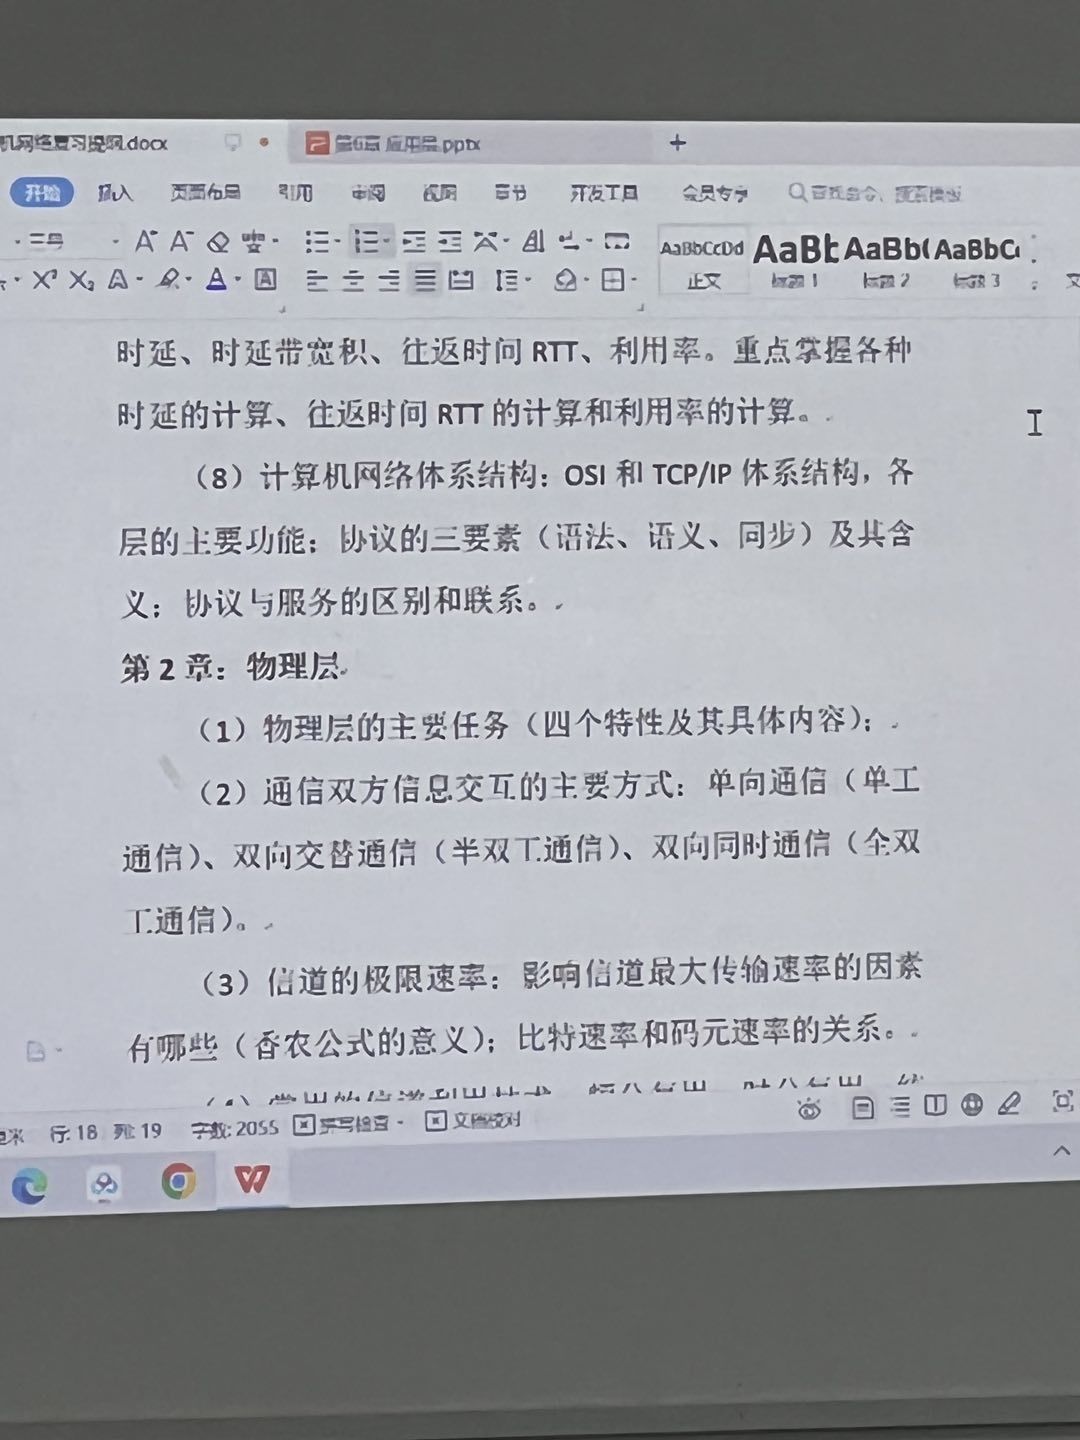 机网络复习提纲.docx
第6章 应用层.pptx
+
开始 插入 页面布局 引用 审阅 视图 章节 开发工具 会员专享 查找命令、搜索模板
三号 A⁺ A⁻
X² X₂ A A A
AaBbCcDd AaBb AaBb( AaBbC
正文 标题 1 标题 2 标题 3
时延、时延带宽积、往返时间 RTT、利用率。重点掌握各种
时延的计算、往返时间 RTT 的计算和利用率的计算。
（8）计算机网络体系结构：OSI 和 TCP/IP 体系结构，各
层的主要功能；协议的三要素（语法、语义、同步）及其含
义；协议与服务的区别和联系。
第 2 章：物理层
（1）物理层的主要任务（四个特性及其具体内容）；
（2）通信双方信息交互的主要方式：单向通信（单工
通信）、双向交替通信（半双工通信）、双向同时通信（全双
工通信）。
（3）信道的极限速率：影响信道最大传输速率的因素
有哪些（香农公式的意义）；比特速率和码元速率的关系。
行: 18 列: 19 字数: 2055 拼写检查 文档校对